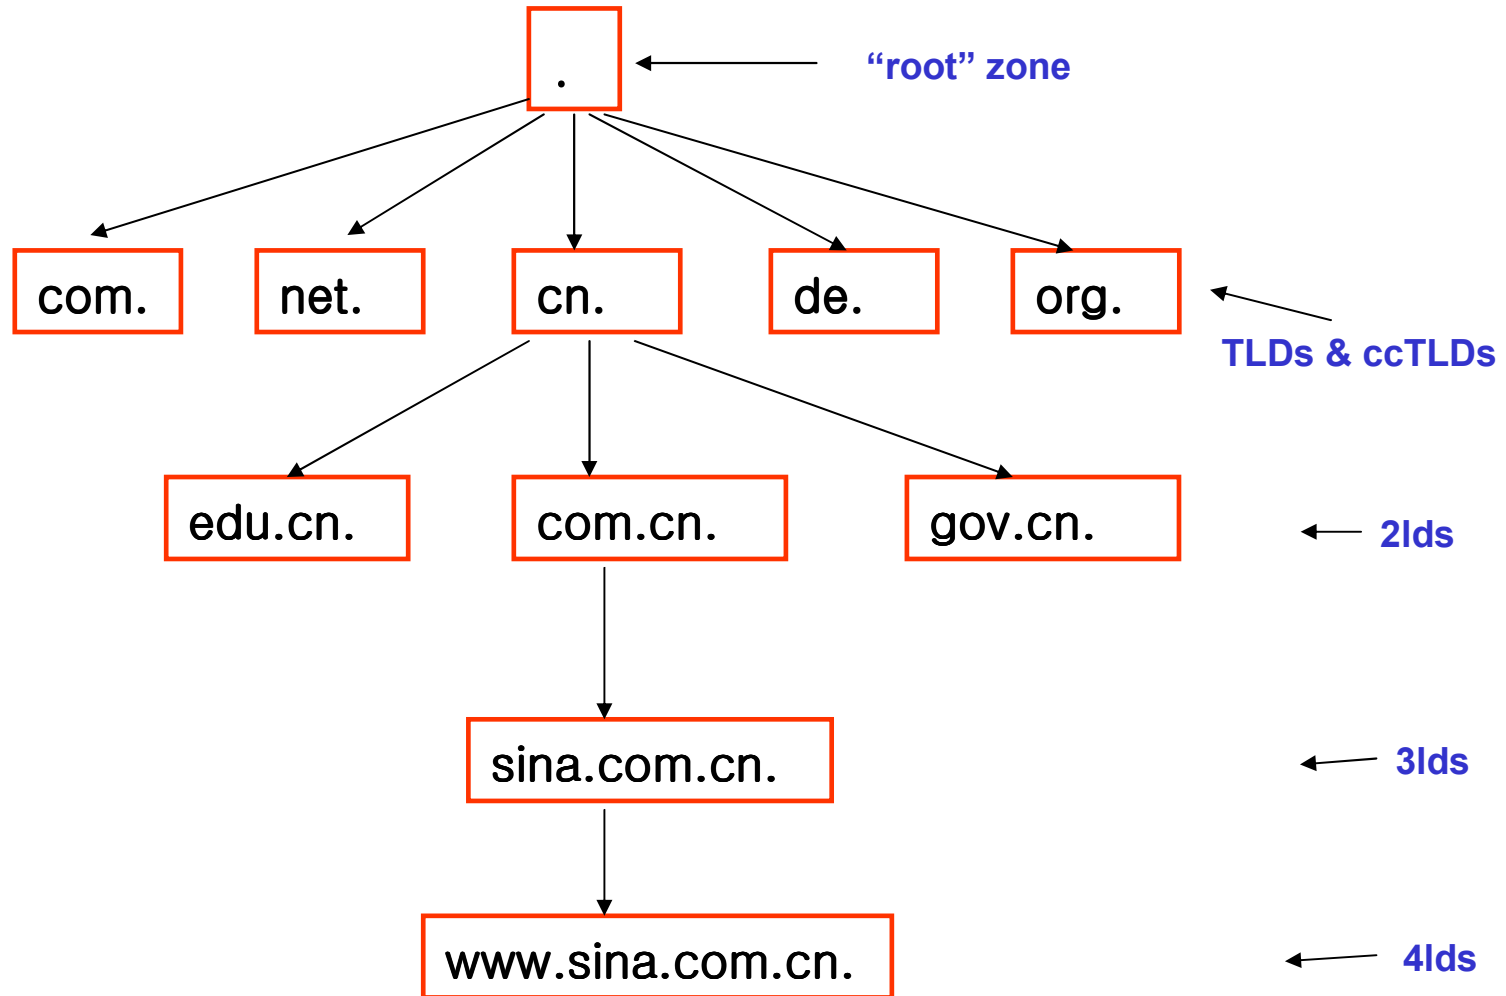 .
“root” zone
com.
net.
cn.
de.
org.
TLDs & ccTLDs
edu.cn.
com.cn.
gov.cn.
2lds
sina.com.cn.
3lds
www.sina.com.cn.
4lds